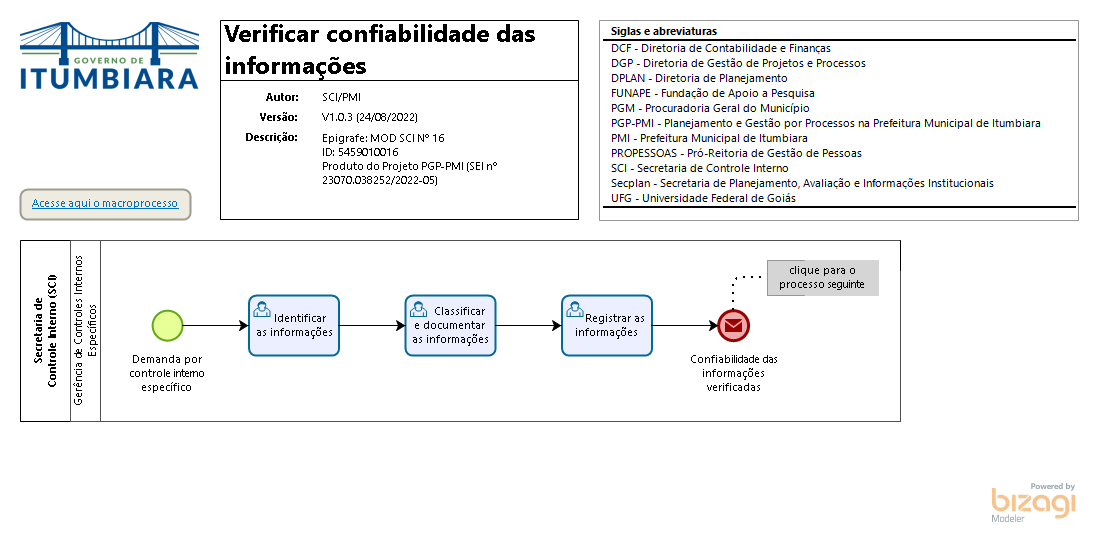 GOVERNO DE
ITUMBIARA
Verificar confiabilidade das
informações
Autor: SCI/PMI
Versão: V1.0.3 (24/08/2022)
Descrição: Epigrafe: MOD SCI Nº 16
ID: 5459010016
Produto do Projeto PGP-PMI (SEI nº
23070.038252/2022-05)
Siglas e abreviaturas
DCF - Diretoria de Contabilidade e Finanças
DGP - Diretoria de Gestão de Projetos e Processos
DPLAN - Diretoria de Planejamento
FUNAPE - Fundação de Apoio a Pesquisa
PGM - Procuradoria Geral do Município
PGP-PMI - Planejamento e Gestão por Processos na Prefeitura Municipal de Itumbiara
PMI - Prefeitura Municipal de Itumbiara
PROPESSOAS - Pró-Reitoria de Gestão de Pessoas
SCI - Secretaria de Controle Interno
Secplan - Secretaria de Planejamento, Avaliação e Informações Institucionais
UFG - Universidade Federal de Goiás
Acesse aqui o macroprocesso
Secretaria de
Controle Interno (SCI)
Gerência de Controles Internos
Específicos
Demanda por
controle interno
específico
Identificar
as informações
Classificar
e documentar
as informações
Registrar as
informações
clique para o
processo seguinte
Confiabilidade das
informações
verificadas
Powered by
bizagi
Modeler